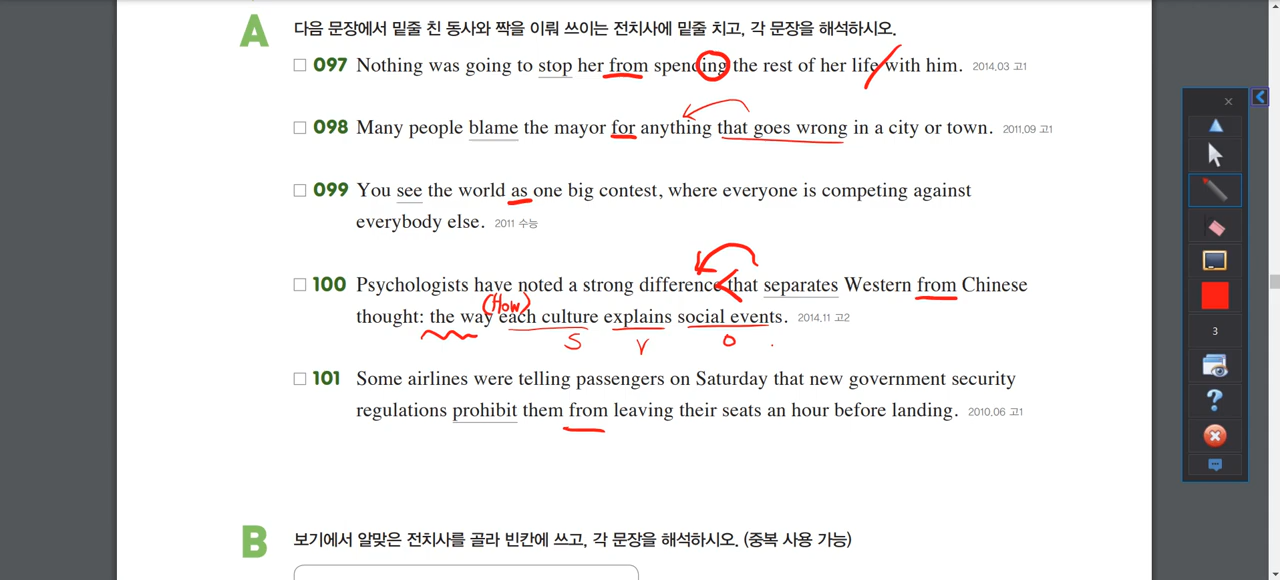 A 다음 문장에서 밑줄 친 동사와 짝을 이뤄 쓰이는 전치사에 밑줄 치고, 각 문장을 해석하시오.
097 Nothing was going to stop her from spending the rest of her life with him. 2014.03 고1
098 Many people blame the mayor for anything that goes wrong in a city or town. 2011.09 고1
099 You see the world as one big contest, where everyone is competing against
everybody else. 2011 수능
100 Psychologists have noted a strong difference that separates Western from Chinese
(How)
thought: the way each culture explains social events. 2014.11 고2
S V O
101 Some airlines were telling passengers on Saturday that new government security
regulations prohibit them from leaving their seats an hour before landing. 2010.06 고1
B 보기에서 알맞은 전치사를 골라 빈칸에 쓰고, 각 문장을 해석하시오. (중복 사용 가능)
3